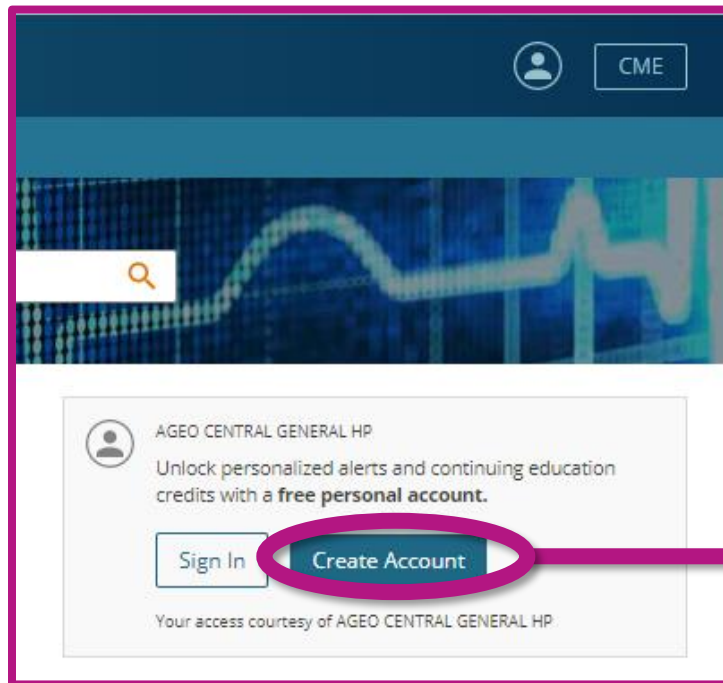 CME
AGEO CENTRAL GENERAL HP
Unlock personalized alerts and continuing education
credits with a free personal account.
Sign In
Create Account
Your access courtesy of AGEO CENTRAL GENERAL HP